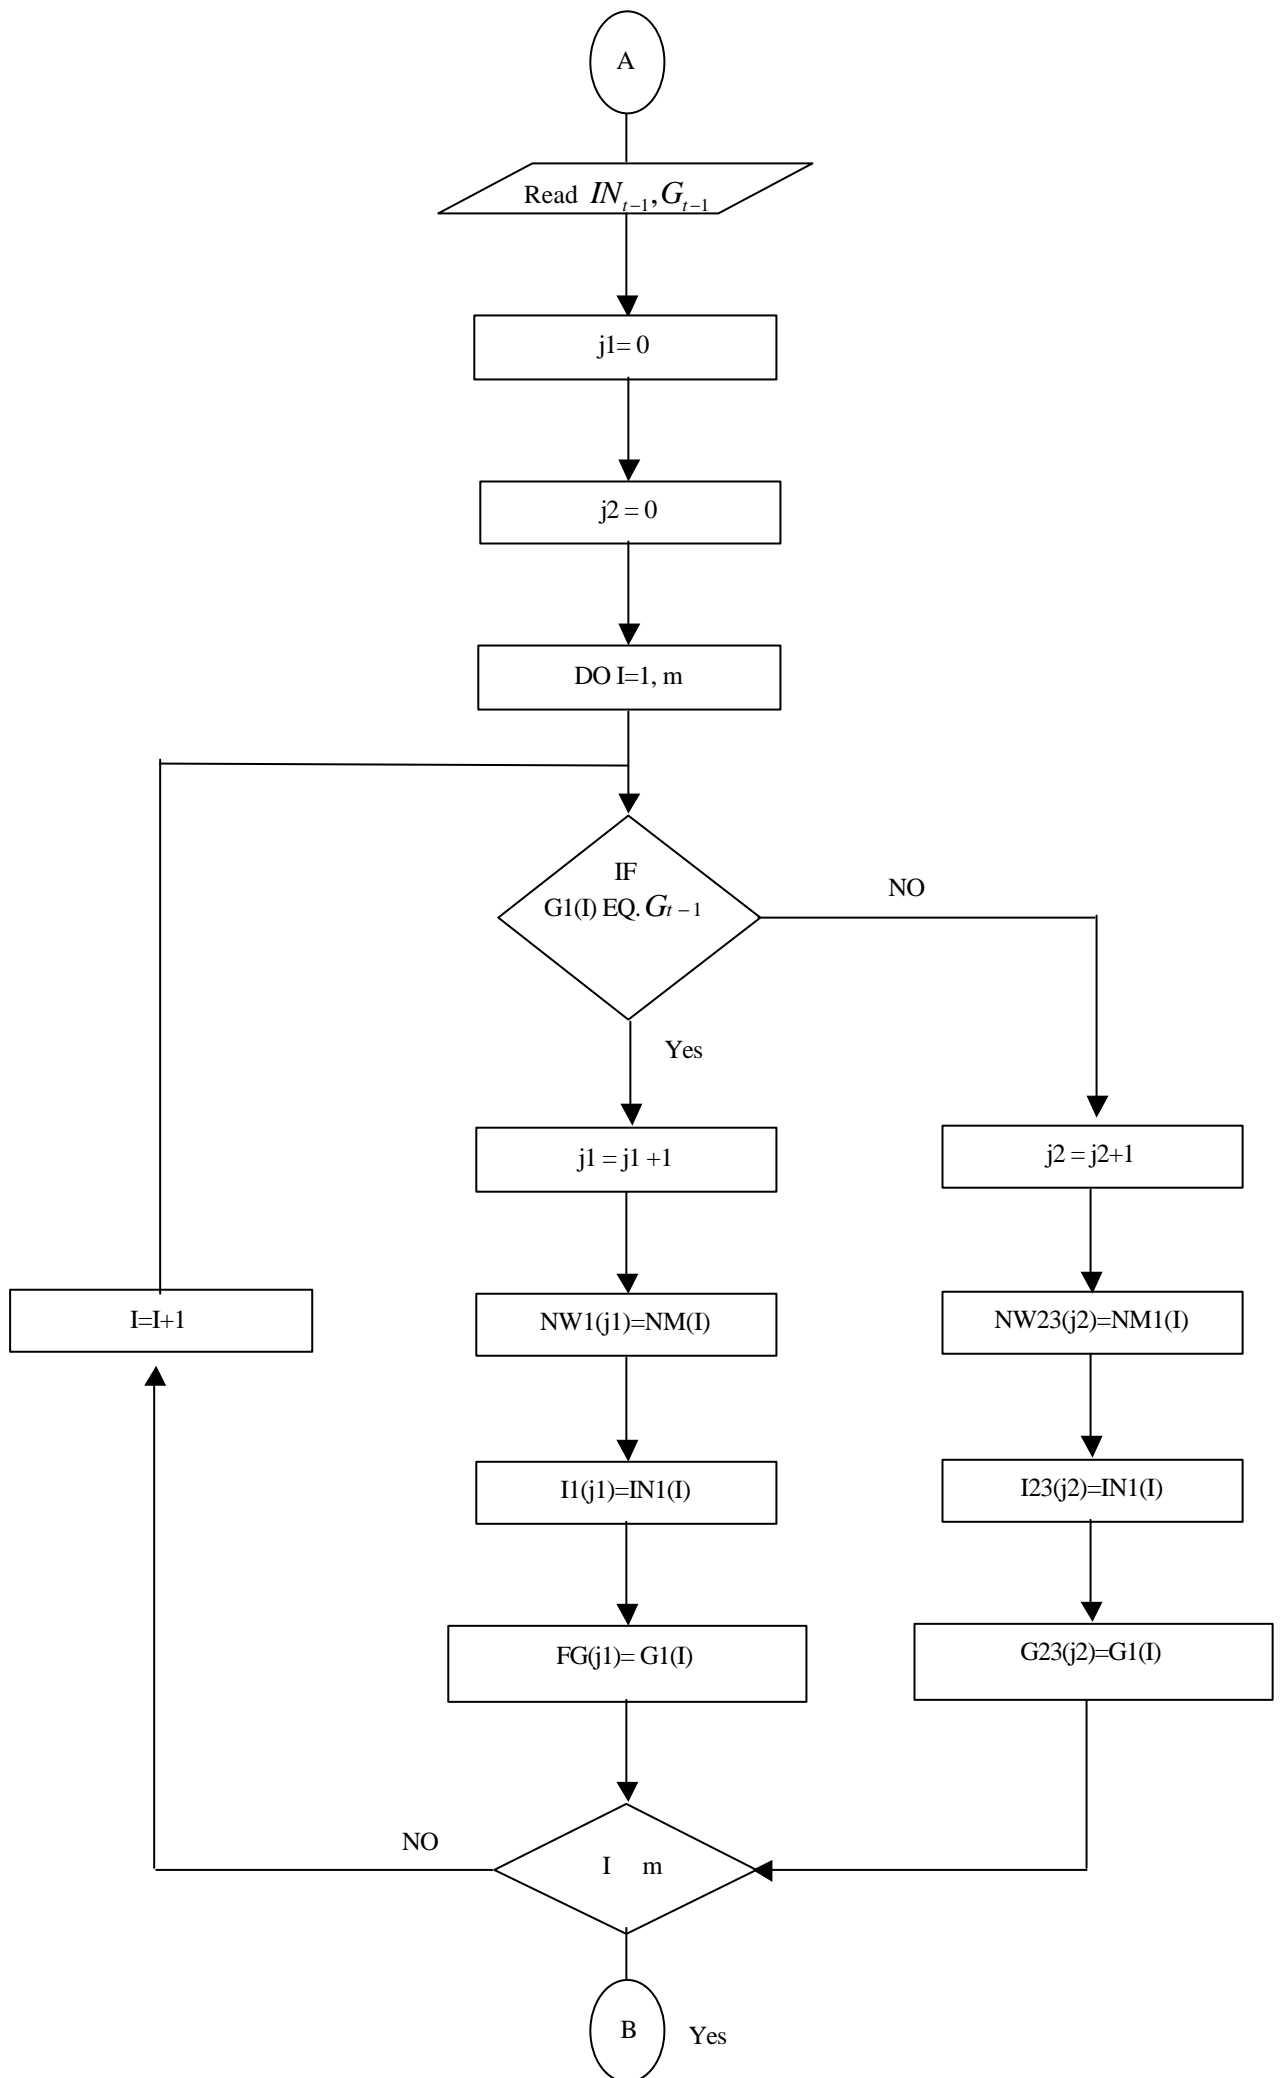 A
Read IN_{t-1}, G_{t-1}
j1= 0
j2 = 0
DO I=1, m
IF
G1(I) EQ. G_{t-1}
NO
Yes
j1 = j1 +1
j2 = j2+1
I=I+1
NW1(j1)=NM(I)
NW23(j2)=NM1(I)
I1(j1)=IN1(I)
I23(j2)=IN1(I)
FG(j1)= G1(I)
G23(j2)=G1(I)
NO
I m
B
Yes